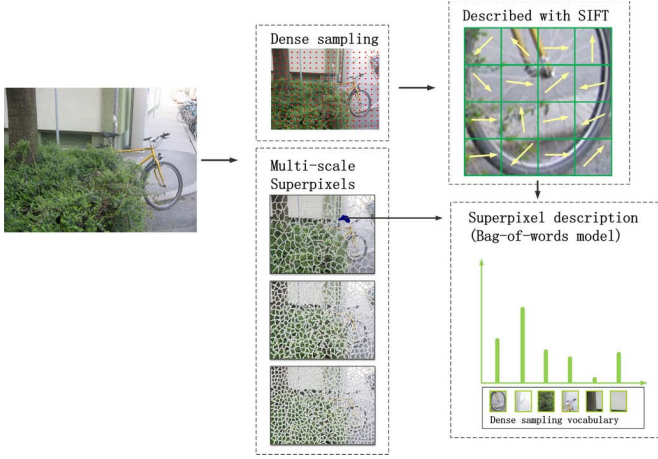 Dense sampling
Described with SIFT
Multi-scale
Superpixels
Superpixel description
(Bag-of-words model)
Dense sampling vocabulary